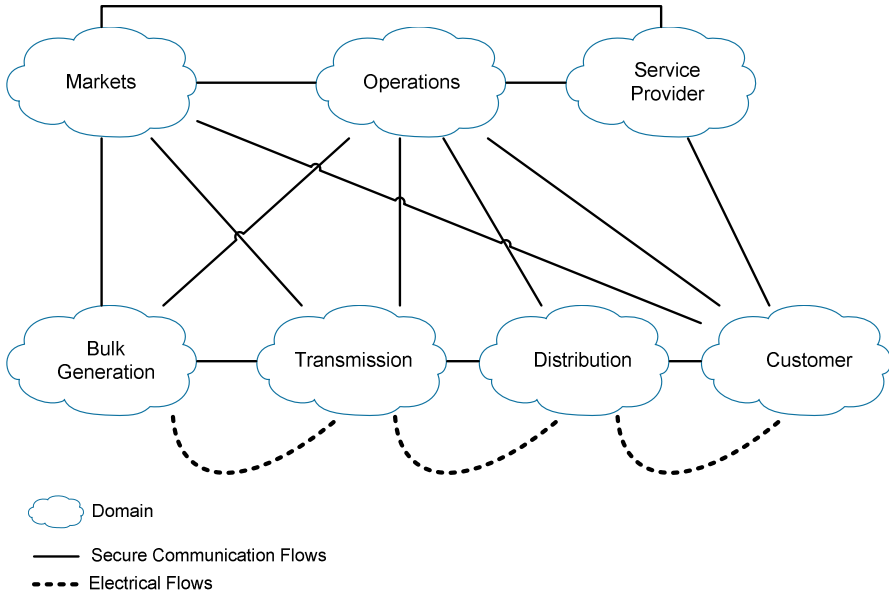 Markets
Operations
Service
Provider
Bulk
Generation
Transmission
Distribution
Customer
Domain
Secure Communication Flows
Electrical Flows